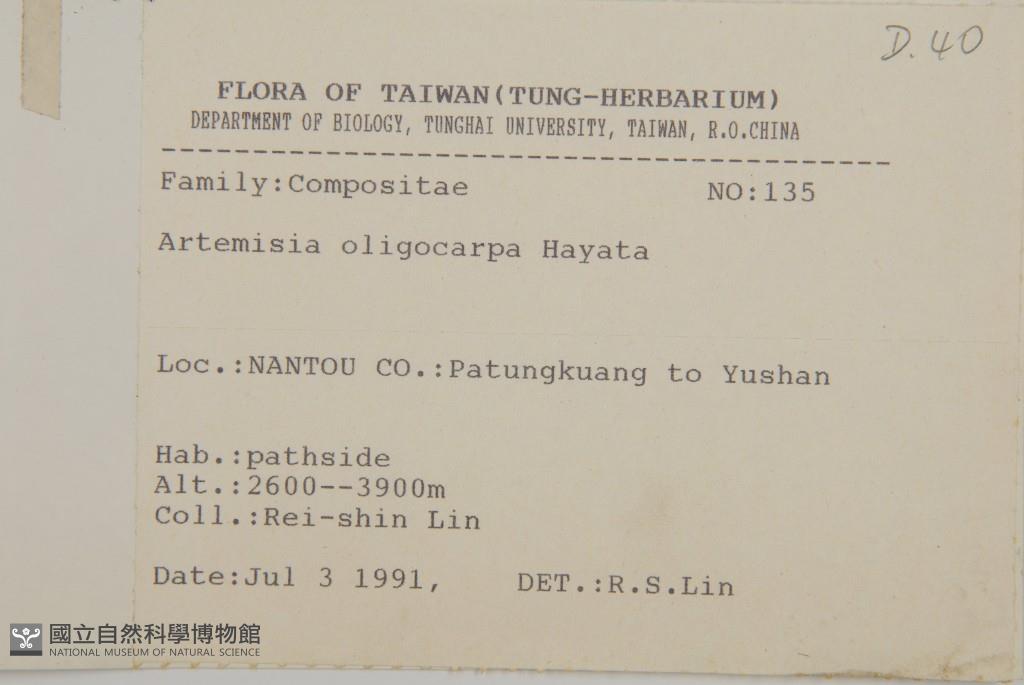 D.40
FLORA OF TAIWAN(TUNG-HERBARIUM)
DEPARTMENT OF BIOLOGY, TUNGHAI UNIVERSITY, TAIWAN, R.O.CHINA
----------------------------------------
Family:Compositae NO:135
Artemisia oligocarpa Hayata
Loc.:NANTOU CO.:Patungkuang to Yushan
Hab.:pathside
Alt.:2600--3900m
Coll.:Rei-shin Lin
Date:Jul 3 1991, DET.:R.S.Lin
國立自然科學博物館
NATIONAL MUSEUM OF NATURAL SCIENCE